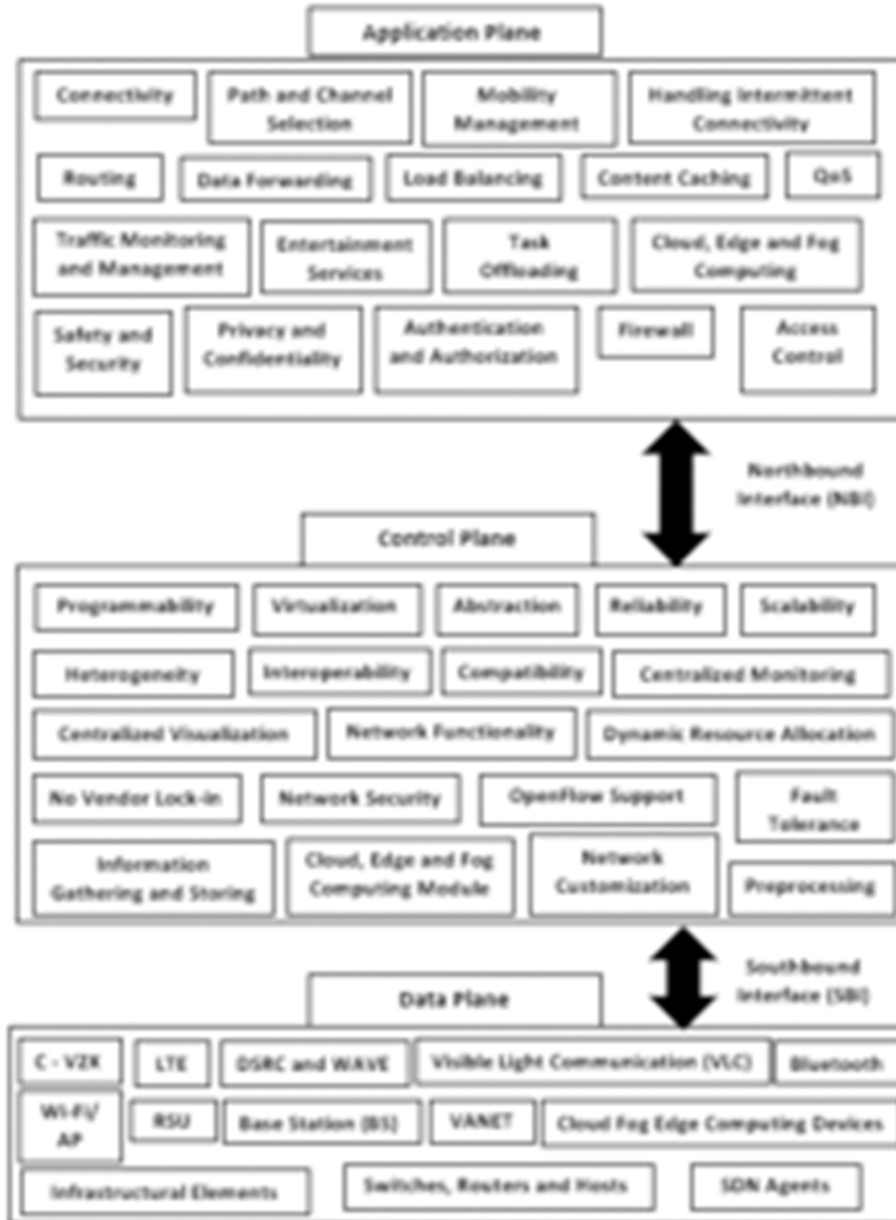 Application Plane
Connectivity
Path and Channel
Selection
Mobility
Management
Handling Intermittent
Connectivity
Routing
Data Forwarding
Load Balancing
Content Caching
QoS
Traffic Monitoring
and Management
Entertainment
Services
Task
Offloading
Cloud, Edge and Fog
Computing
Safety and
Security
Privacy and
Confidentiality
Authentication
and Authorization
Firewall
Access
Control
Northbound
Interface (NBI)
Control Plane
Programmability
Virtualization
Abstraction
Reliability
Scalability
Heterogeneity
Interoperability
Compatibility
Centralized Monitoring
Centralized Visualization
Network Functionality
Dynamic Resource Allocation
No Vendor Lock-in
Network Security
OpenFlow Support
Fault
Tolerance
Information
Gathering and Storing
Cloud, Edge and Fog
Computing Module
Network
Customization
Preprocessing
Southbound
Interface (SBI)
Data Plane
C - V2X
LTE
DSRC and WAVE
Visible Light Communication (VLC)
Bluetooth
Wi-Fi/
AP
RSU
Base Station (BS)
VANET
Cloud Fog Edge Computing Devices
Infrastructural Elements
Switches, Routers and Hosts
SDN Agents